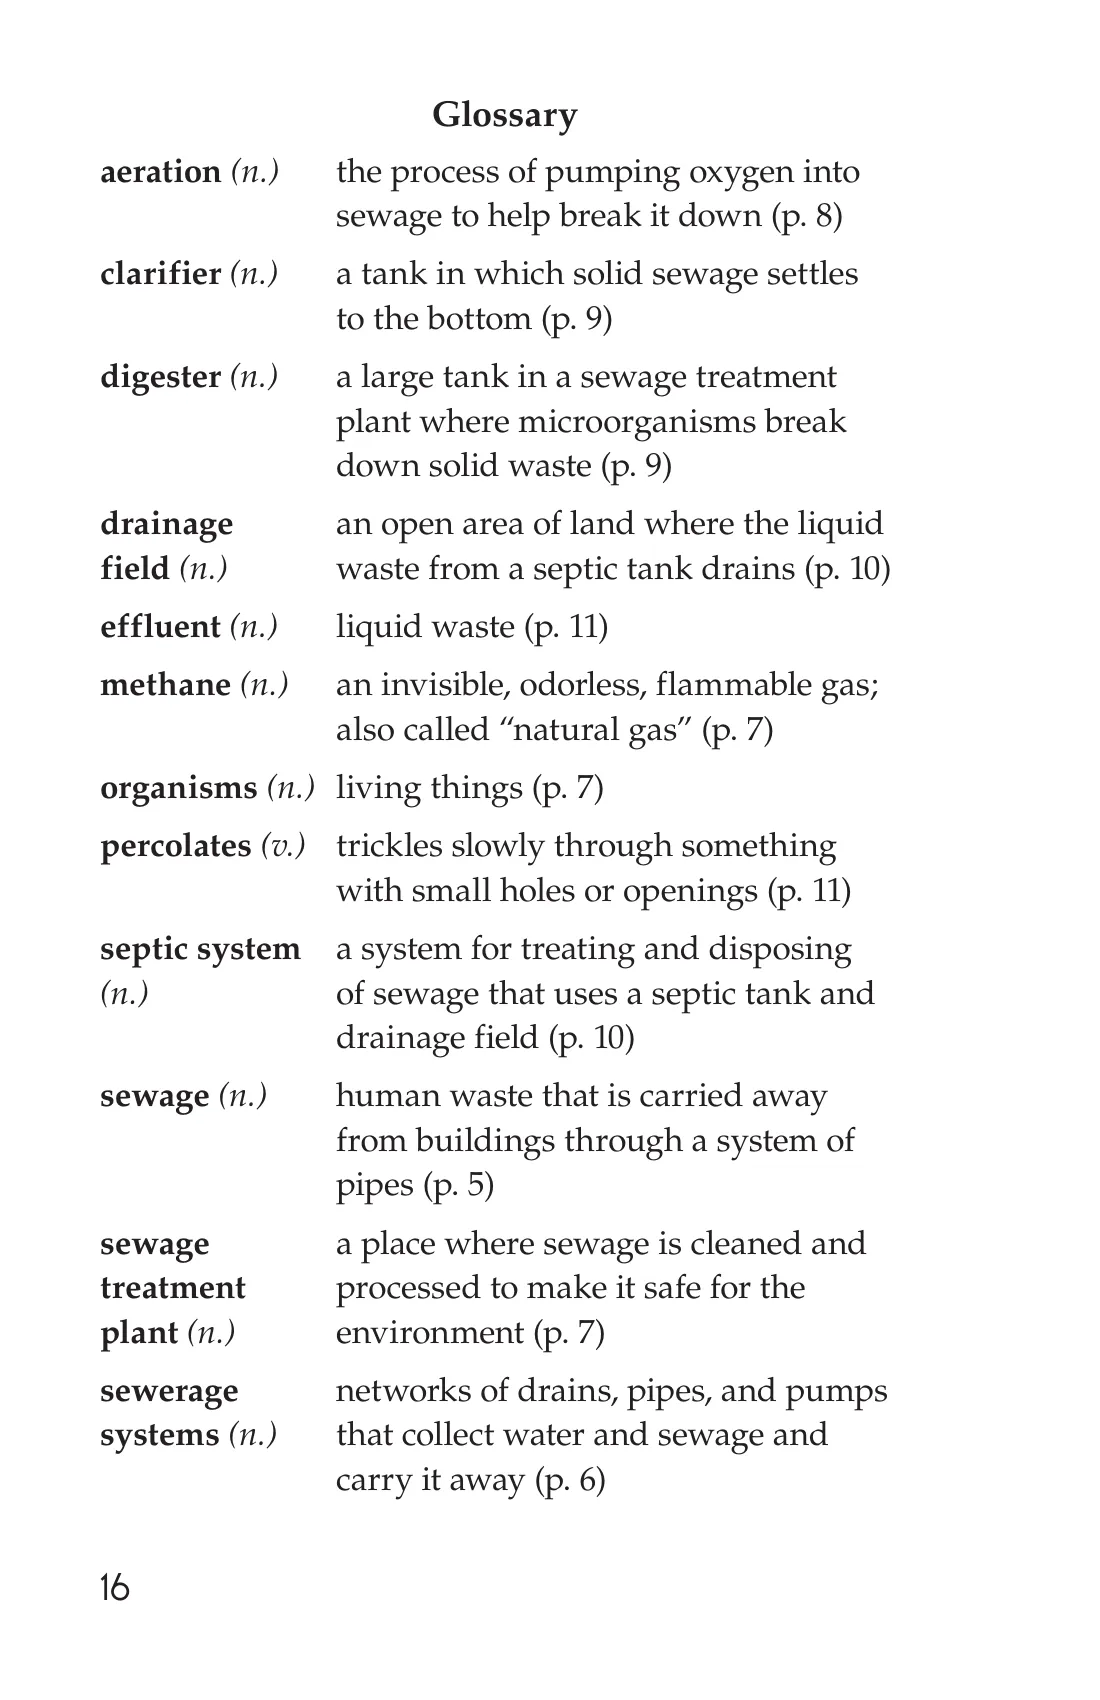 Glossary
aeration (n.) the process of pumping oxygen into
sewage to help break it down (p. 8)
clarifier (n.) a tank in which solid sewage settles
to the bottom (p. 9)
digester (n.) a large tank in a sewage treatment
plant where microorganisms break
down solid waste (p. 9)
drainage an open area of land where the liquid
field (n.) waste from a septic tank drains (p. 10)
effluent (n.) liquid waste (p. 11)
methane (n.) an invisible, odorless, flammable gas;
also called “natural gas” (p. 7)
organisms (n.) living things (p. 7)
percolates (v.) trickles slowly through something
with small holes or openings (p. 11)
septic system a system for treating and disposing
(n.) of sewage that uses a septic tank and
drainage field (p. 10)
sewage (n.) human waste that is carried away
from buildings through a system of
pipes (p. 5)
sewage a place where sewage is cleaned and
treatment processed to make it safe for the
plant (n.) environment (p. 7)
sewerage networks of drains, pipes, and pumps
systems (n.) that collect water and sewage and
carry it away (p. 6)
16